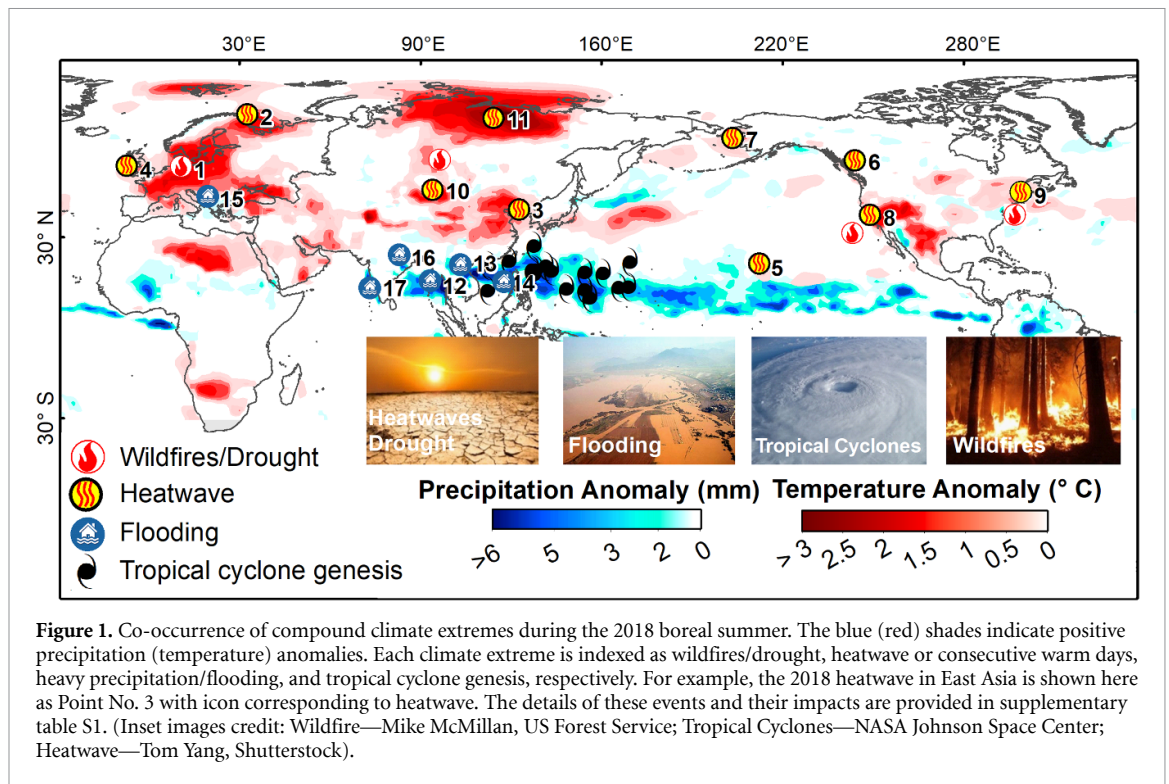 30°E 90°E 160°E 220°E 280°E
2
11
7
4
1
6
10
9
15
3
8
30° N
16
13
5
17
12
14
30°S
Heatwaves
Drought
Flooding
Tropical Cyclones
Wildfires
Wildfires/Drought
Heatwave
Flooding
Tropical cyclone genesis
Precipitation Anomaly (mm)
>6 5 3 2 0
Temperature Anomaly (° C)
> 3 2.5 2 1.5 1 0.5 0
Figure 1. Co-occurrence of compound climate extremes during the 2018 boreal summer. The blue (red) shades indicate positive
precipitation (temperature) anomalies. Each climate extreme is indexed as wildfires/drought, heatwave or consecutive warm days,
heavy precipitation/flooding, and tropical cyclone genesis, respectively. For example, the 2018 heatwave in East Asia is shown here
as Point No. 3 with icon corresponding to heatwave. The details of these events and their impacts are provided in supplementary
table S1. (Inset images credit: Wildfire—Mike McMillan, US Forest Service; Tropical Cyclones—NASA Johnson Space Center;
Heatwave—Tom Yang, Shutterstock).